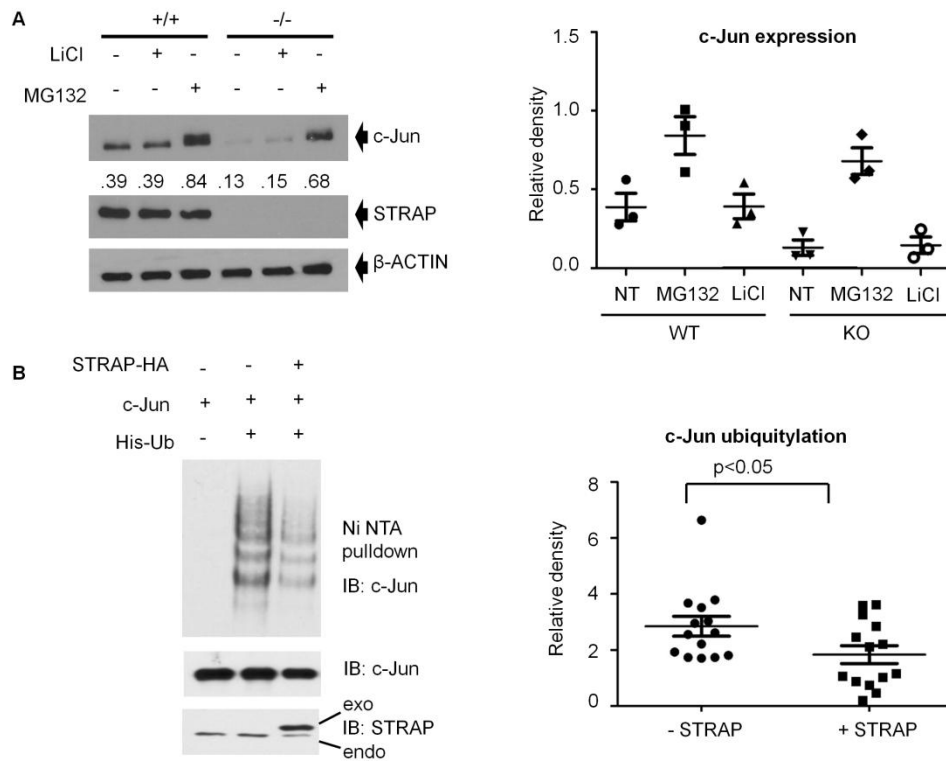 A
+/+ -/-
LiCl - + - - + -
MG132 - - + - - +
c-Jun
.39 .39 .84 .13 .15 .68
STRAP
β-ACTIN
c-Jun expression
Relative density
1.5
1.0
0.5
0.0
NT MG132 LiCl NT MG132 LiCl
WT KO
B
STRAP-HA - - +
c-Jun + + +
His-Ub - + +
Ni NTA
pulldown
IB: c-Jun
IB: c-Jun
exo
IB: STRAP
endo
c-Jun ubiquitylation
p<0.05
Relative density
8
6
4
2
0
- STRAP + STRAP